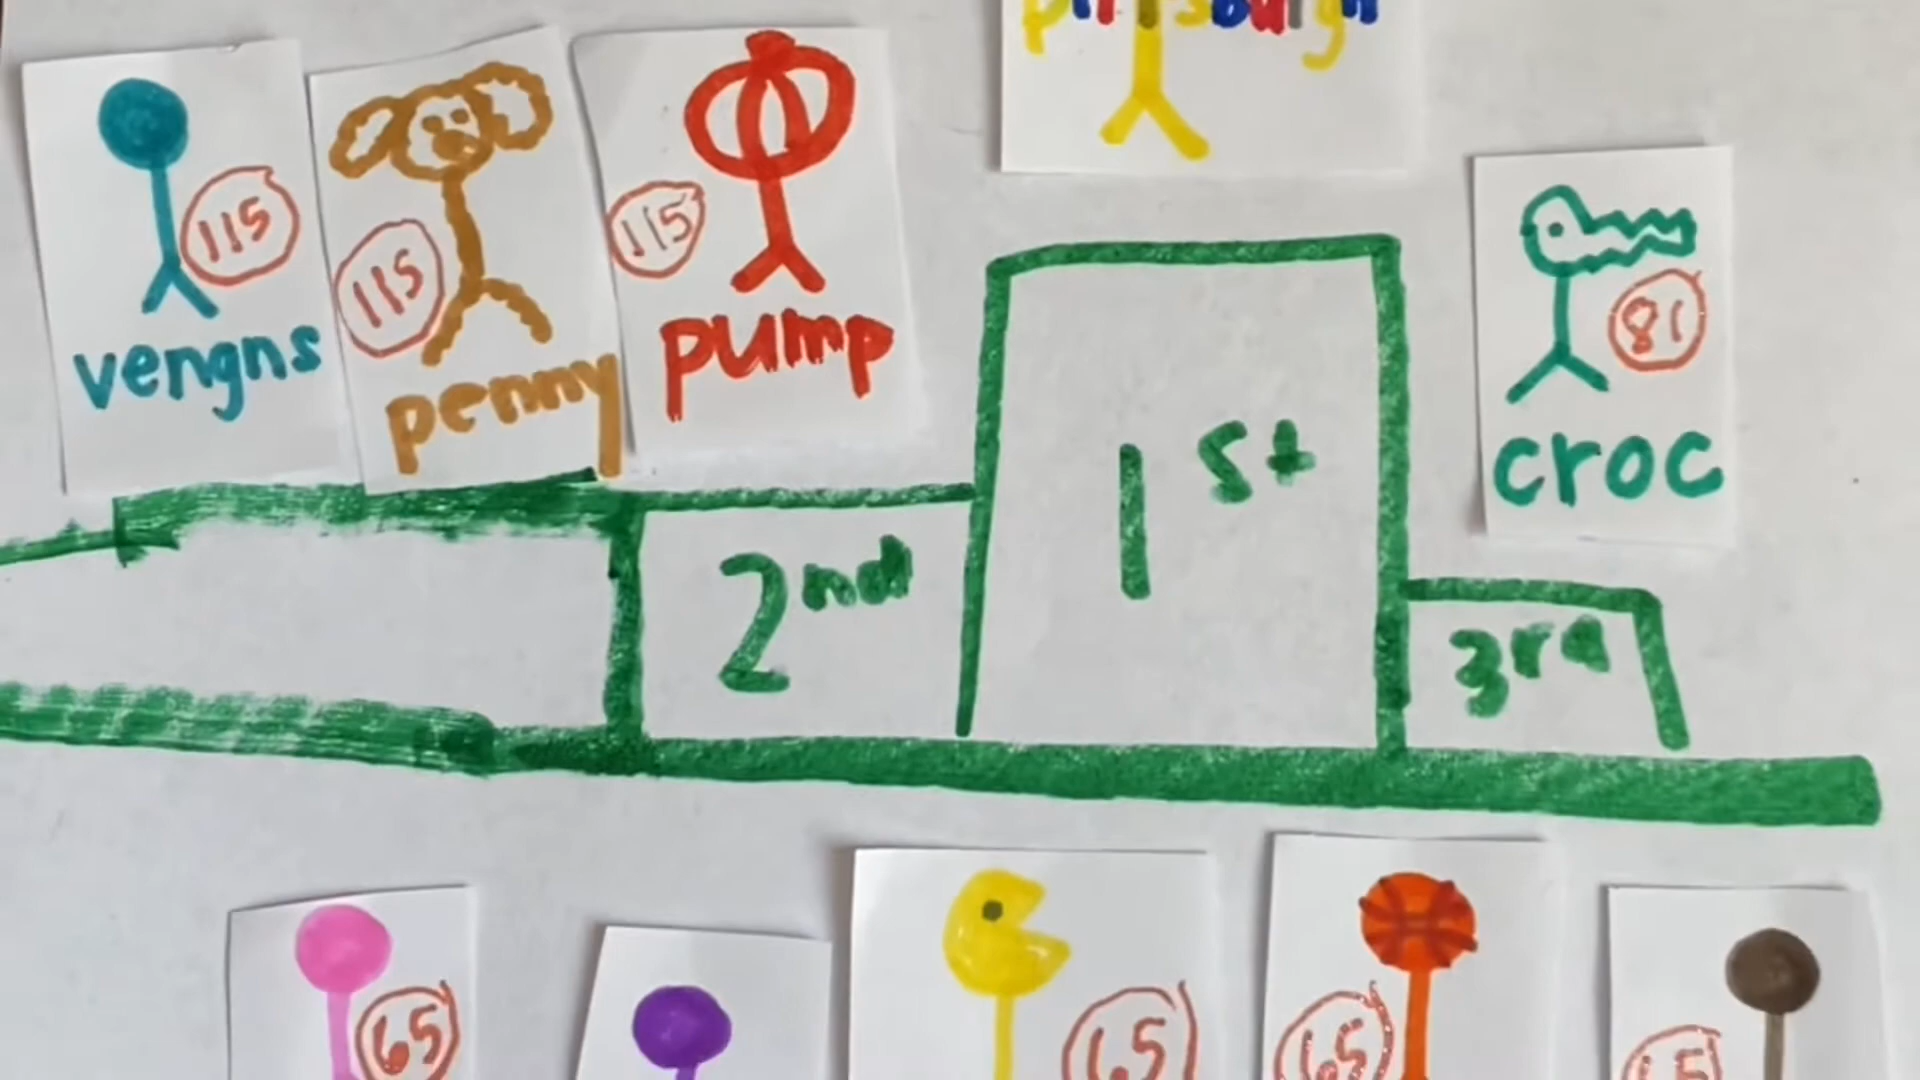 pittsburgh
115
115
115
vengns
penny
pump
81
croc
1st
2nd
3rd
65
65
65